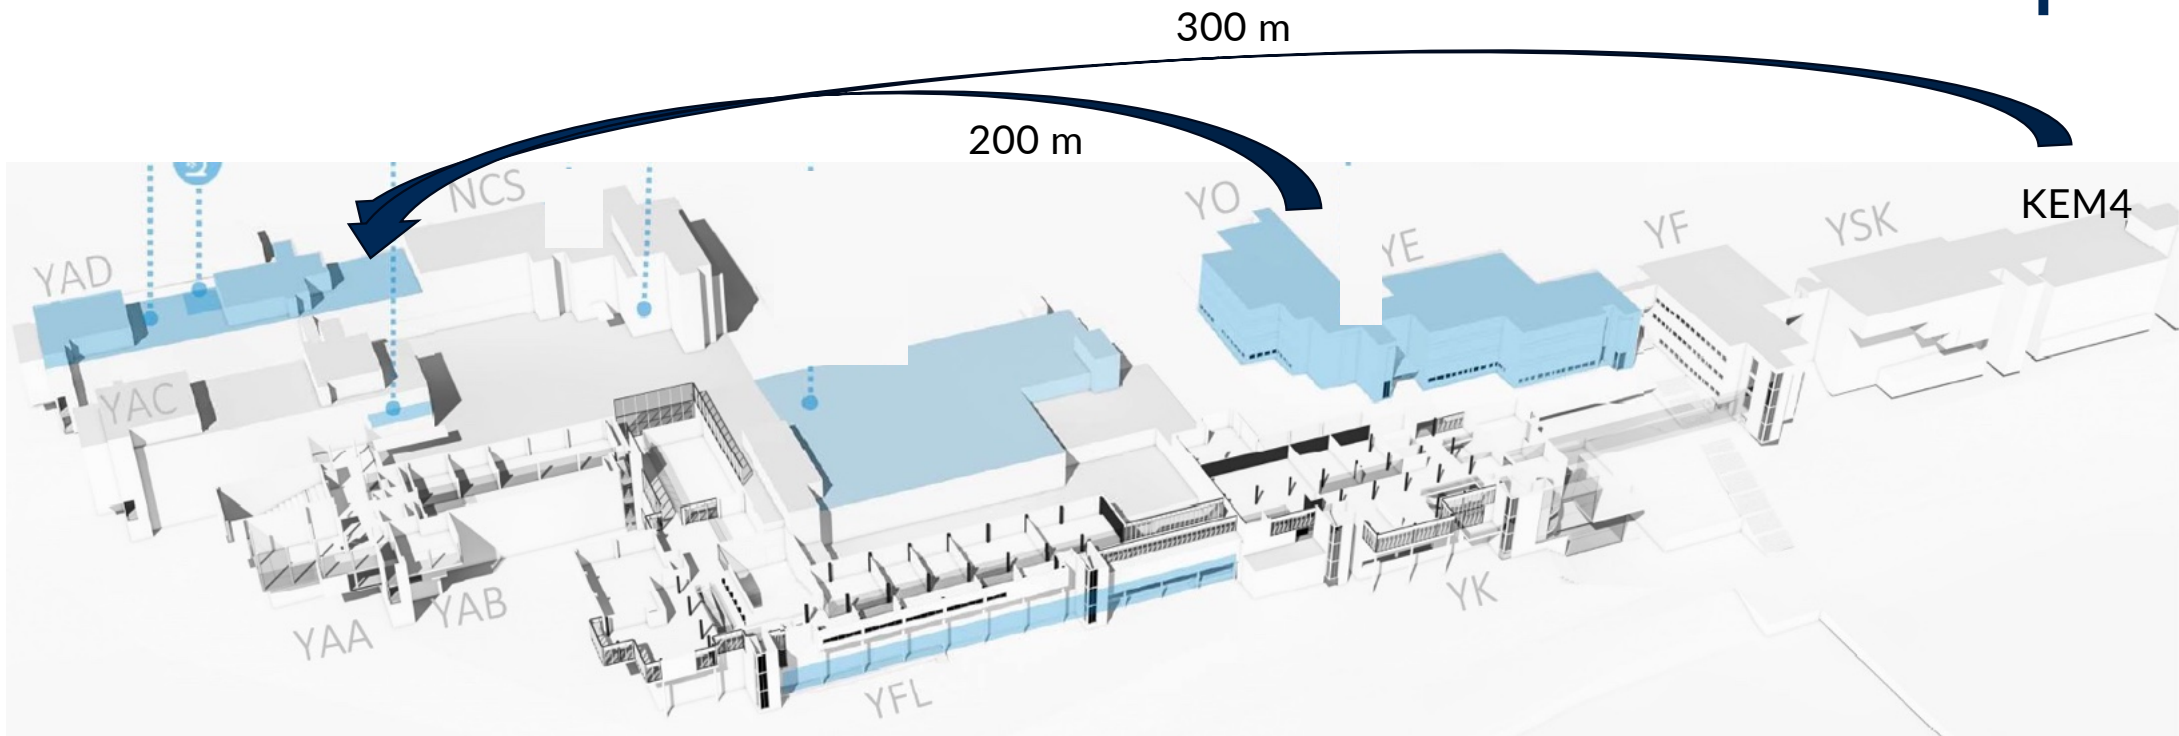 300 m
200 m
NCS
YO
KEM4
YAD
YE
YF
YSK
YAC
YAB
YAA
YK
YFL